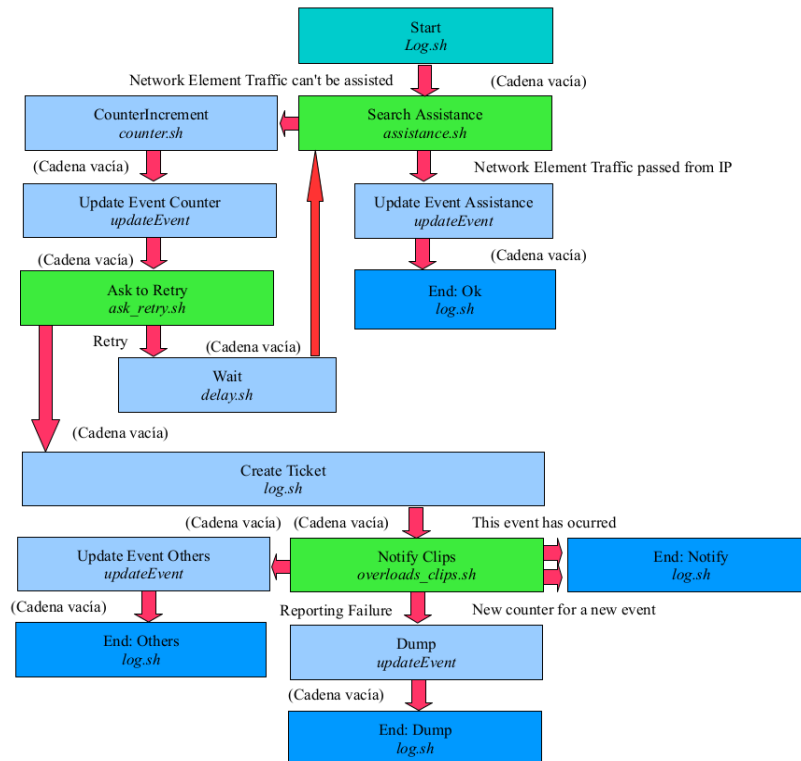 Start
Log.sh
Network Element Traffic can't be assisted
(Cadena vacía)
CounterIncrement
counter.sh
Search Assistance
assistance.sh
(Cadena vacía)
Network Element Traffic passed from IP
Update Event Counter
updateEvent
Update Event Assistance
updateEvent
(Cadena vacía)
(Cadena vacía)
Ask to Retry
ask_retry.sh
End: Ok
log.sh
Retry
(Cadena vacía)
Wait
delay.sh
(Cadena vacía)
Create Ticket
log.sh
(Cadena vacía)
(Cadena vacía)
This event has ocurred
Update Event Others
updateEvent
Notify Clips
overloads_clips.sh
End: Notify
log.sh
(Cadena vacía)
Reporting Failure
New counter for a new event
End: Others
log.sh
Dump
updateEvent
(Cadena vacía)
End: Dump
log.sh